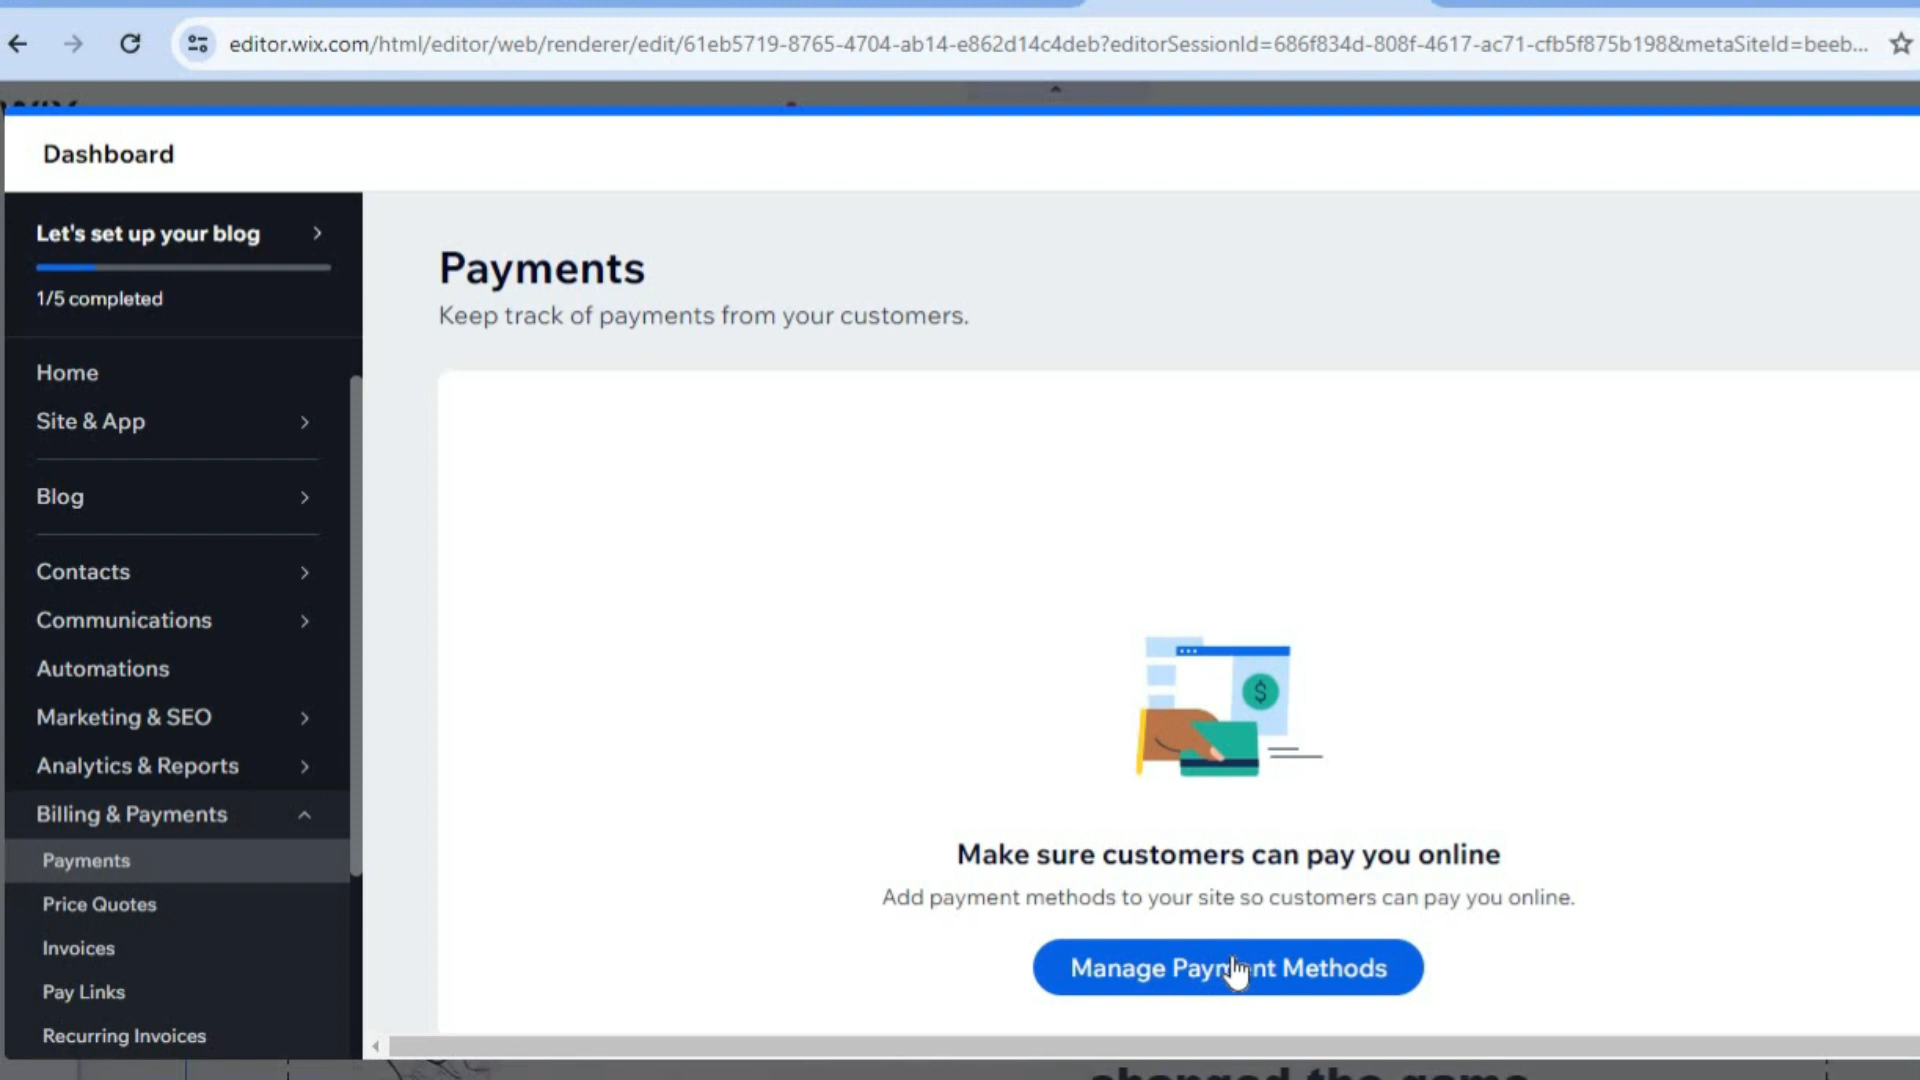 editor.wix.com/html/editor/web/renderer/edit/61eb5719-8765-4704-ab14-e862d14c4deb?editorSessionId=686f834d-808f-4617-ac71-cfb5f875b198&metaSiteId=beeb...
Dashboard
Let's set up your blog
1/5 completed
Home
Site & App
Blog
Contacts
Communications
Automations
Marketing & SEO
Analytics & Reports
Billing & Payments
Payments
Price Quotes
Invoices
Pay Links
Recurring Invoices
Payments
Keep track of payments from your customers.
$
Make sure customers can pay you online
Add payment methods to your site so customers can pay you online.
Manage Payment Methods
changed the game